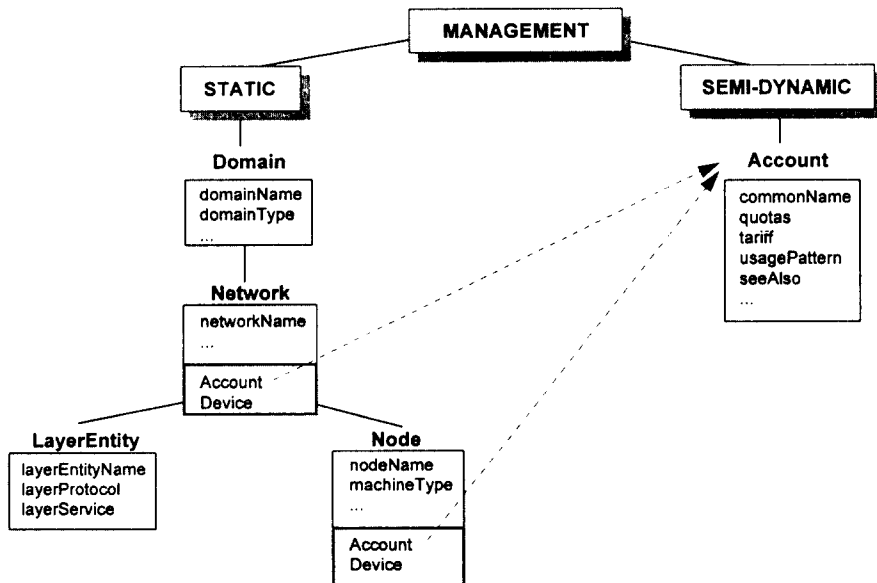 MANAGEMENT
STATIC
SEMI-DYNAMIC
Domain
domainName
domainType
...
Account
commonName
quotas
tariff
usagePattern
seeAlso
...
Network
networkName
...
Account
Device
LayerEntity
layerEntityName
layerProtocol
layerService
Node
nodeName
machineType
...
Account
Device